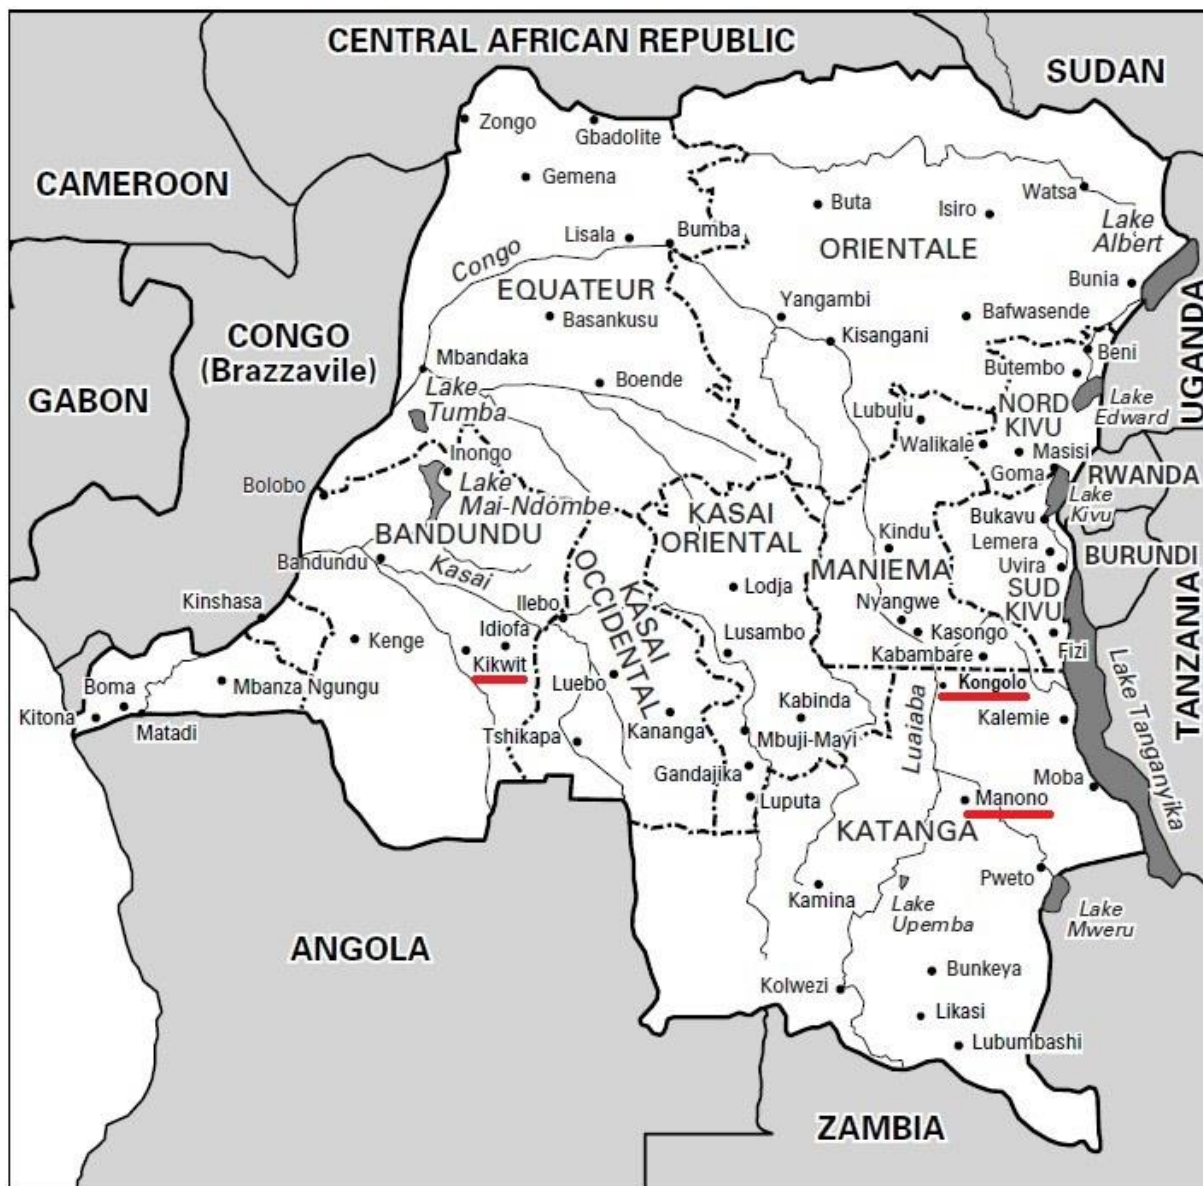 CENTRAL AFRICAN REPUBLIC
SUDAN
Zongo
Gbadolite
CAMEROON
Gemena
Watsa
Buta
Isiro
Lake
Albert
Lisala
Bumba
ORIENTALE
Congo
Bunia
EQUATEUR
Yangambi
Bafwasende
UGANDA
CONGO
(Brazzavile)
Basankusu
Kisangani
Beni
Mbandaka
Butembo
GABON
Lake
Tumba
Boende
Lubulu
NORD
KIVU
Lake
Edward
Walikale
Masisi
Inongo
Goma
RWANDA
Bolobo
Lake
Mai-Ndombe
KASAI
ORIENTAL
Lake
Kivu
Bukavu
BANDUNDU
Kindu
Lemera
BURUNDI
Bandundu
Kasai
KASAI
OCCIDENTAL
MANIEMA
Uvira
SUD
KIVU
Lodja
TANZANIA
Kinshasa
Ilebo
Nyangwe
Kenge
Idiofa
Lusambo
Kasongo
Fizi
Kikwit
Kabambare
Boma
Mbanza Ngungu
Luebo
Kongolo
Kitona
Matadi
Kabinda
Kalemie
Lake Tanganyika
Tshikapa
Kananga
Mbuji-Mayi
Luaiaba
Gandajika
Moba
Luputa
Manono
KATANGA
Pweto
Kamina
Lake
Upemba
Lake
Mweru
ANGOLA
Bunkeya
Kolwezi
Likasi
Lubumbashi
ZAMBIA